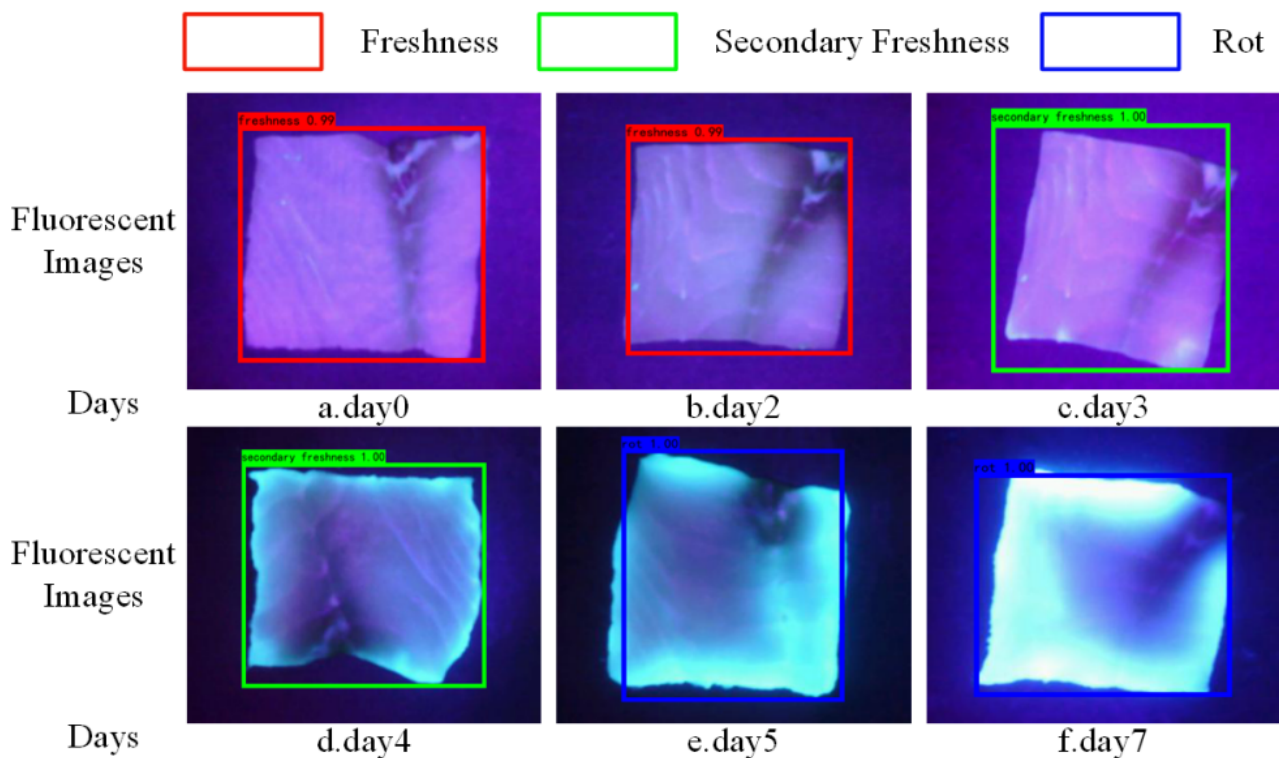 Freshness
Secondary Freshness
Rot
Fluorescent
Images
freshness 0.99
freshness 0.99
secondary freshness 1.00
Days
a.day0
b.day2
c.day3
Fluorescent
Images
secondary freshness 1.00
rot 1.00
rot 1.00
Days
d.day4
e.day5
f.day7